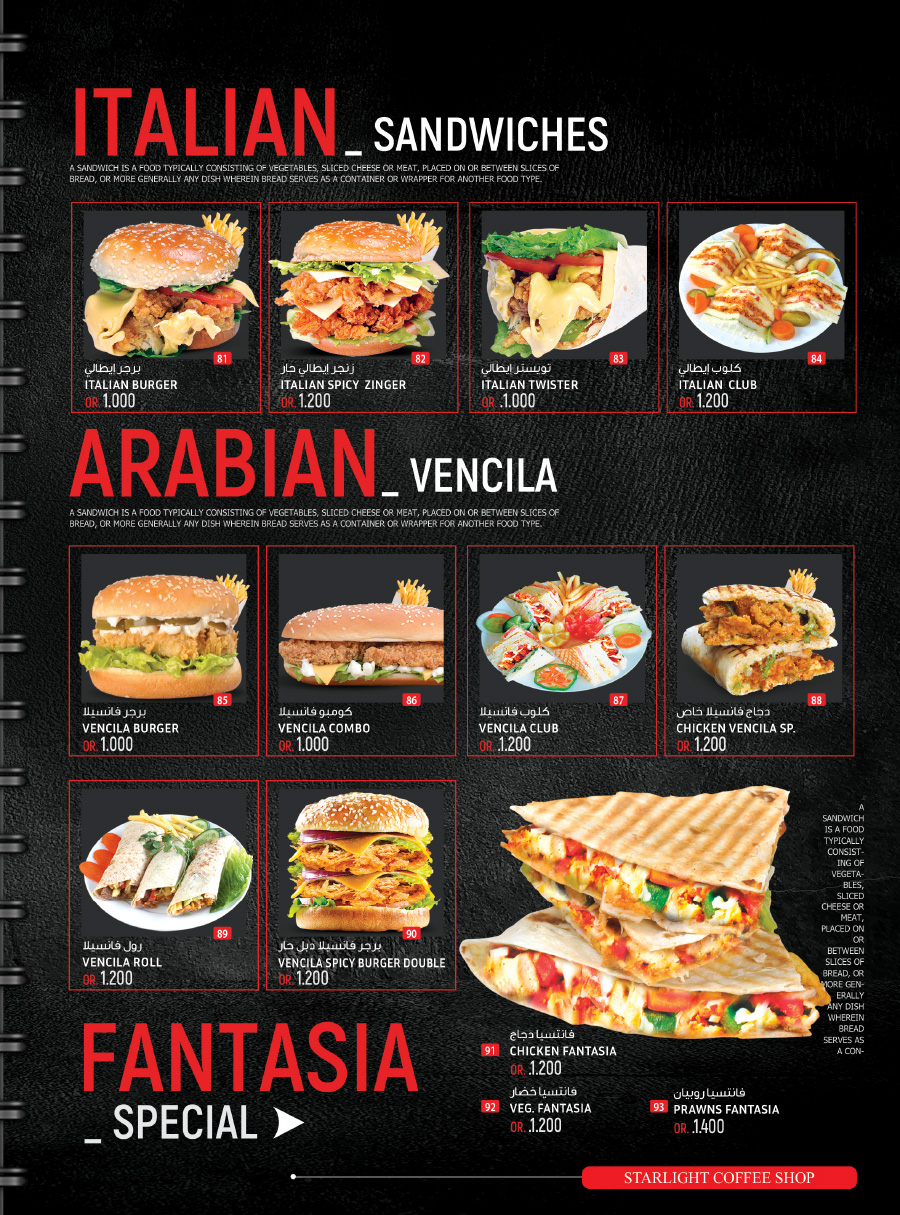 ITALIAN_ SANDWICHES
A SANDWICH IS A FOOD TYPICALLY CONSISTING OF VEGETABLES, SLICED CHEESE OR MEAT, PLACED ON OR BETWEEN SLICES OF
BREAD, OR MORE GENERALLY ANY DISH WHEREIN BREAD SERVES AS A CONTAINER OR WRAPPER FOR ANOTHER FOOD TYPE.
81
برجر إيطالي
ITALIAN BURGER
OR. 1.000
82
زنجر إيطالي حار
ITALIAN SPICY ZINGER
OR. 1.200
83
تويستر إيطالي
ITALIAN TWISTER
OR .1.000
84
كلوب إيطالي
ITALIAN CLUB
OR. 1.200
ARABIAN_ VENCILA
A SANDWICH IS A FOOD TYPICALLY CONSISTING OF VEGETABLES, SLICED CHEESE OR MEAT, PLACED ON OR BETWEEN SLICES OF
BREAD, OR MORE GENERALLY ANY DISH WHEREIN BREAD SERVES AS A CONTAINER OR WRAPPER FOR ANOTHER FOOD TYPE.
85
برجر فانسيلا
VENCILA BURGER
OR. 1.000
86
كومبو فانسيلا
VENCILA COMBO
OR. 1.000
87
كلوب فانسيلا
VENCILA CLUB
OR. .1.200
88
دجاج فانسيلا خاص
CHICKEN VENCILA SP.
OR. 1.200
89
رول فانسيلا
VENCILA ROLL
OR. 1.200
90
برجر فانسيلا دبل حار
VENCILA SPICY BURGER DOUBLE
OR. .1.200
A
SANDWICH
IS A FOOD
TYPICALLY
CONSIST-
ING OF
VEGETA-
BLES,
SLICED
CHEESE OR
MEAT,
PLACED ON
OR
BETWEEN
SLICES OF
BREAD, OR
MORE GEN-
ERALLY
ANY DISH
WHEREIN
BREAD
SERVES AS
A CON-
FANTASIA
_ SPECIAL
فانتسيا دجاج
91 CHICKEN FANTASIA
OR. .1.200
فانتسيا خضار
92 VEG. FANTASIA
OR. .1.200
فانتسيا روبيان
93 PRAWNS FANTASIA
OR. .1.400
STARLIGHT COFFEE SHOP